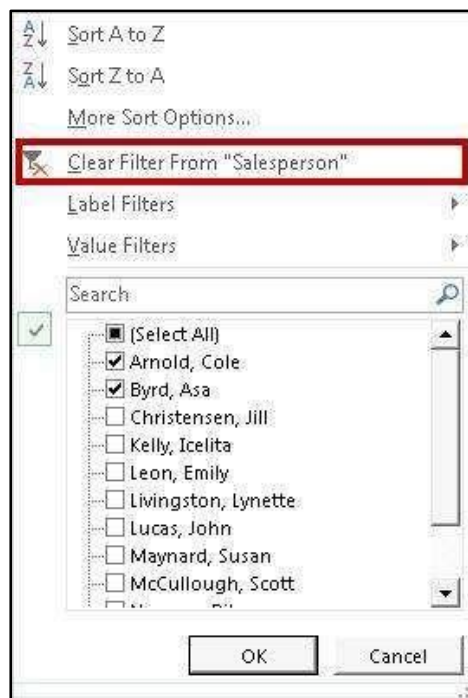 Sort A to Z
Sort Z to A
More Sort Options...
Clear Filter From "Salesperson"
Label Filters
Value Filters
Search
(Select All)
Arnold, Cole
Byrd, Asa
Christensen, Jill
Kelly, Icelita
Leon, Emily
Livingston, Lynette
Lucas, John
Maynard, Susan
McCullough, Scott
OK Cancel